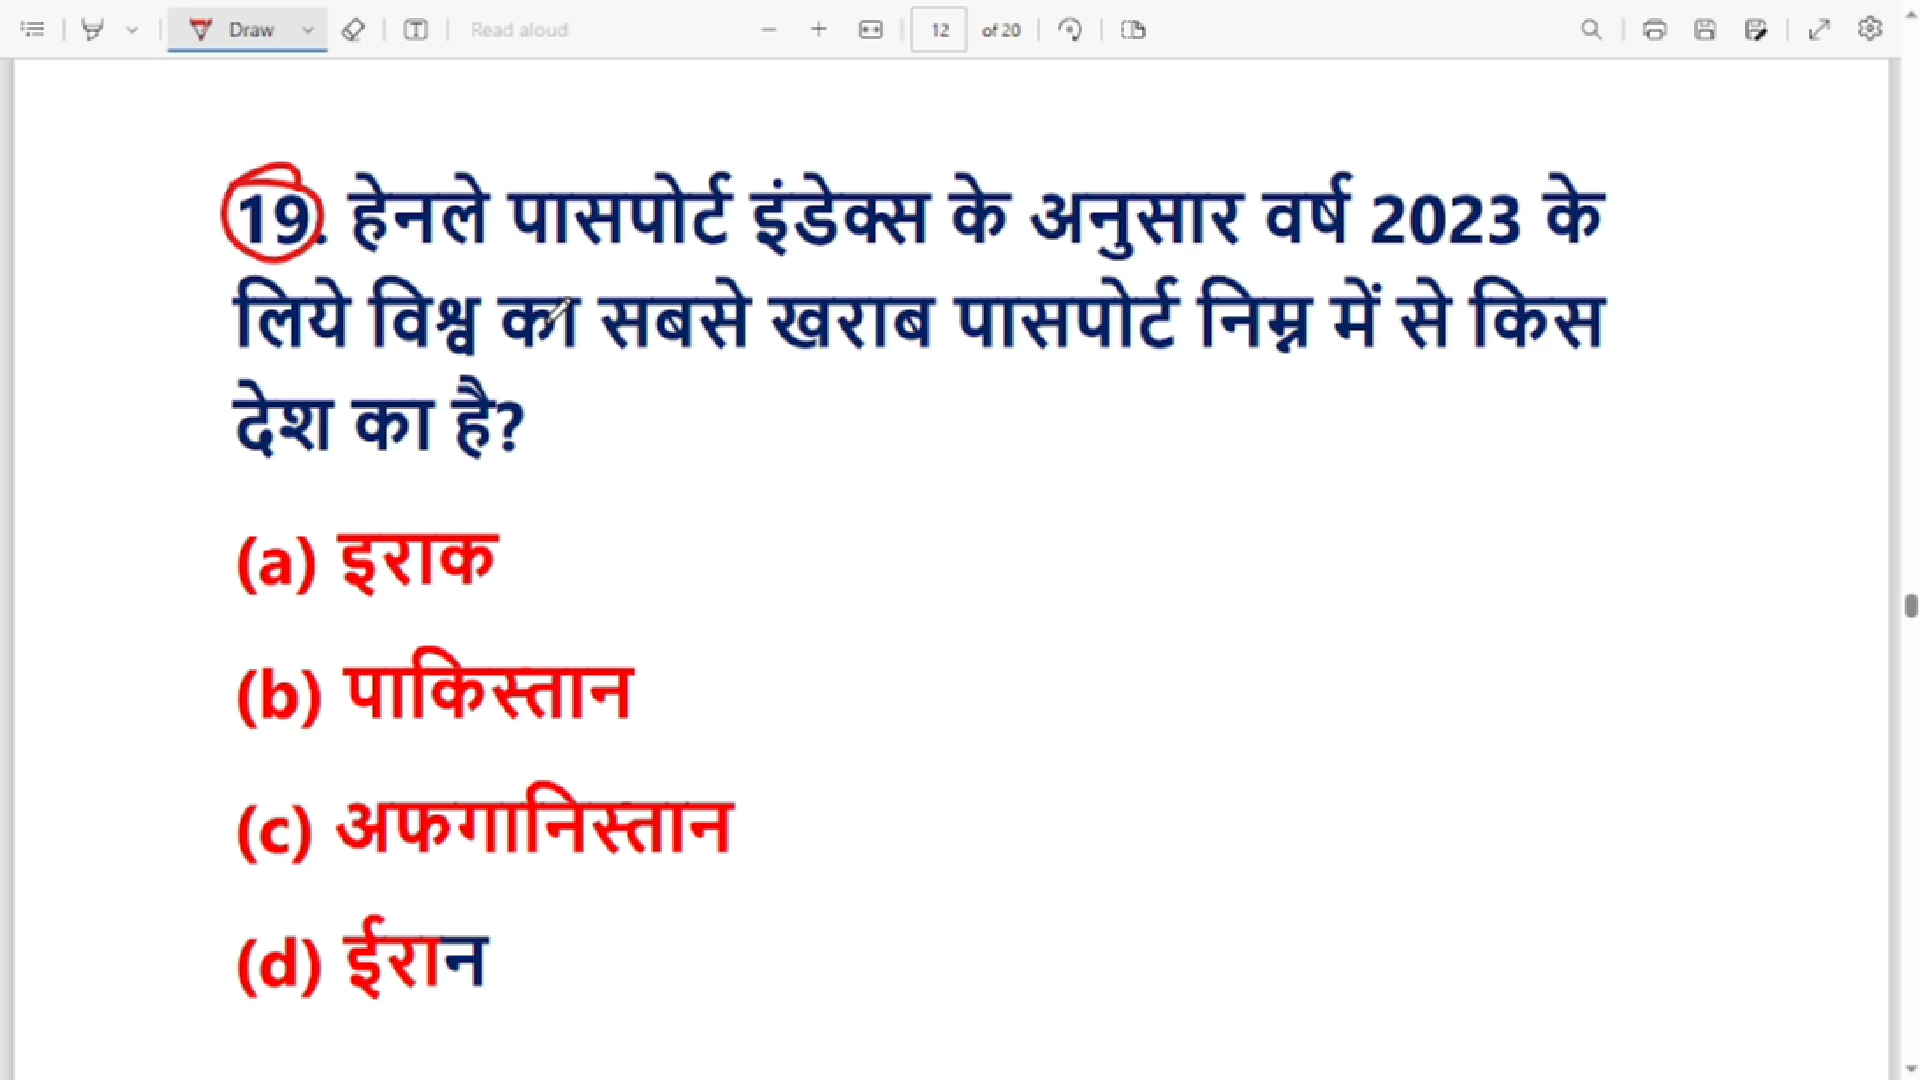 Draw
Read aloud
12 of 20
19. हेनले पासपोर्ट इंडेक्स के अनुसार वर्ष 2023 के
लिये विश्व का सबसे खराब पासपोर्ट निम्न में से किस
देश का है?
(a) इराक
(b) पाकिस्तान
(c) अफगानिस्तान
(d) ईरान